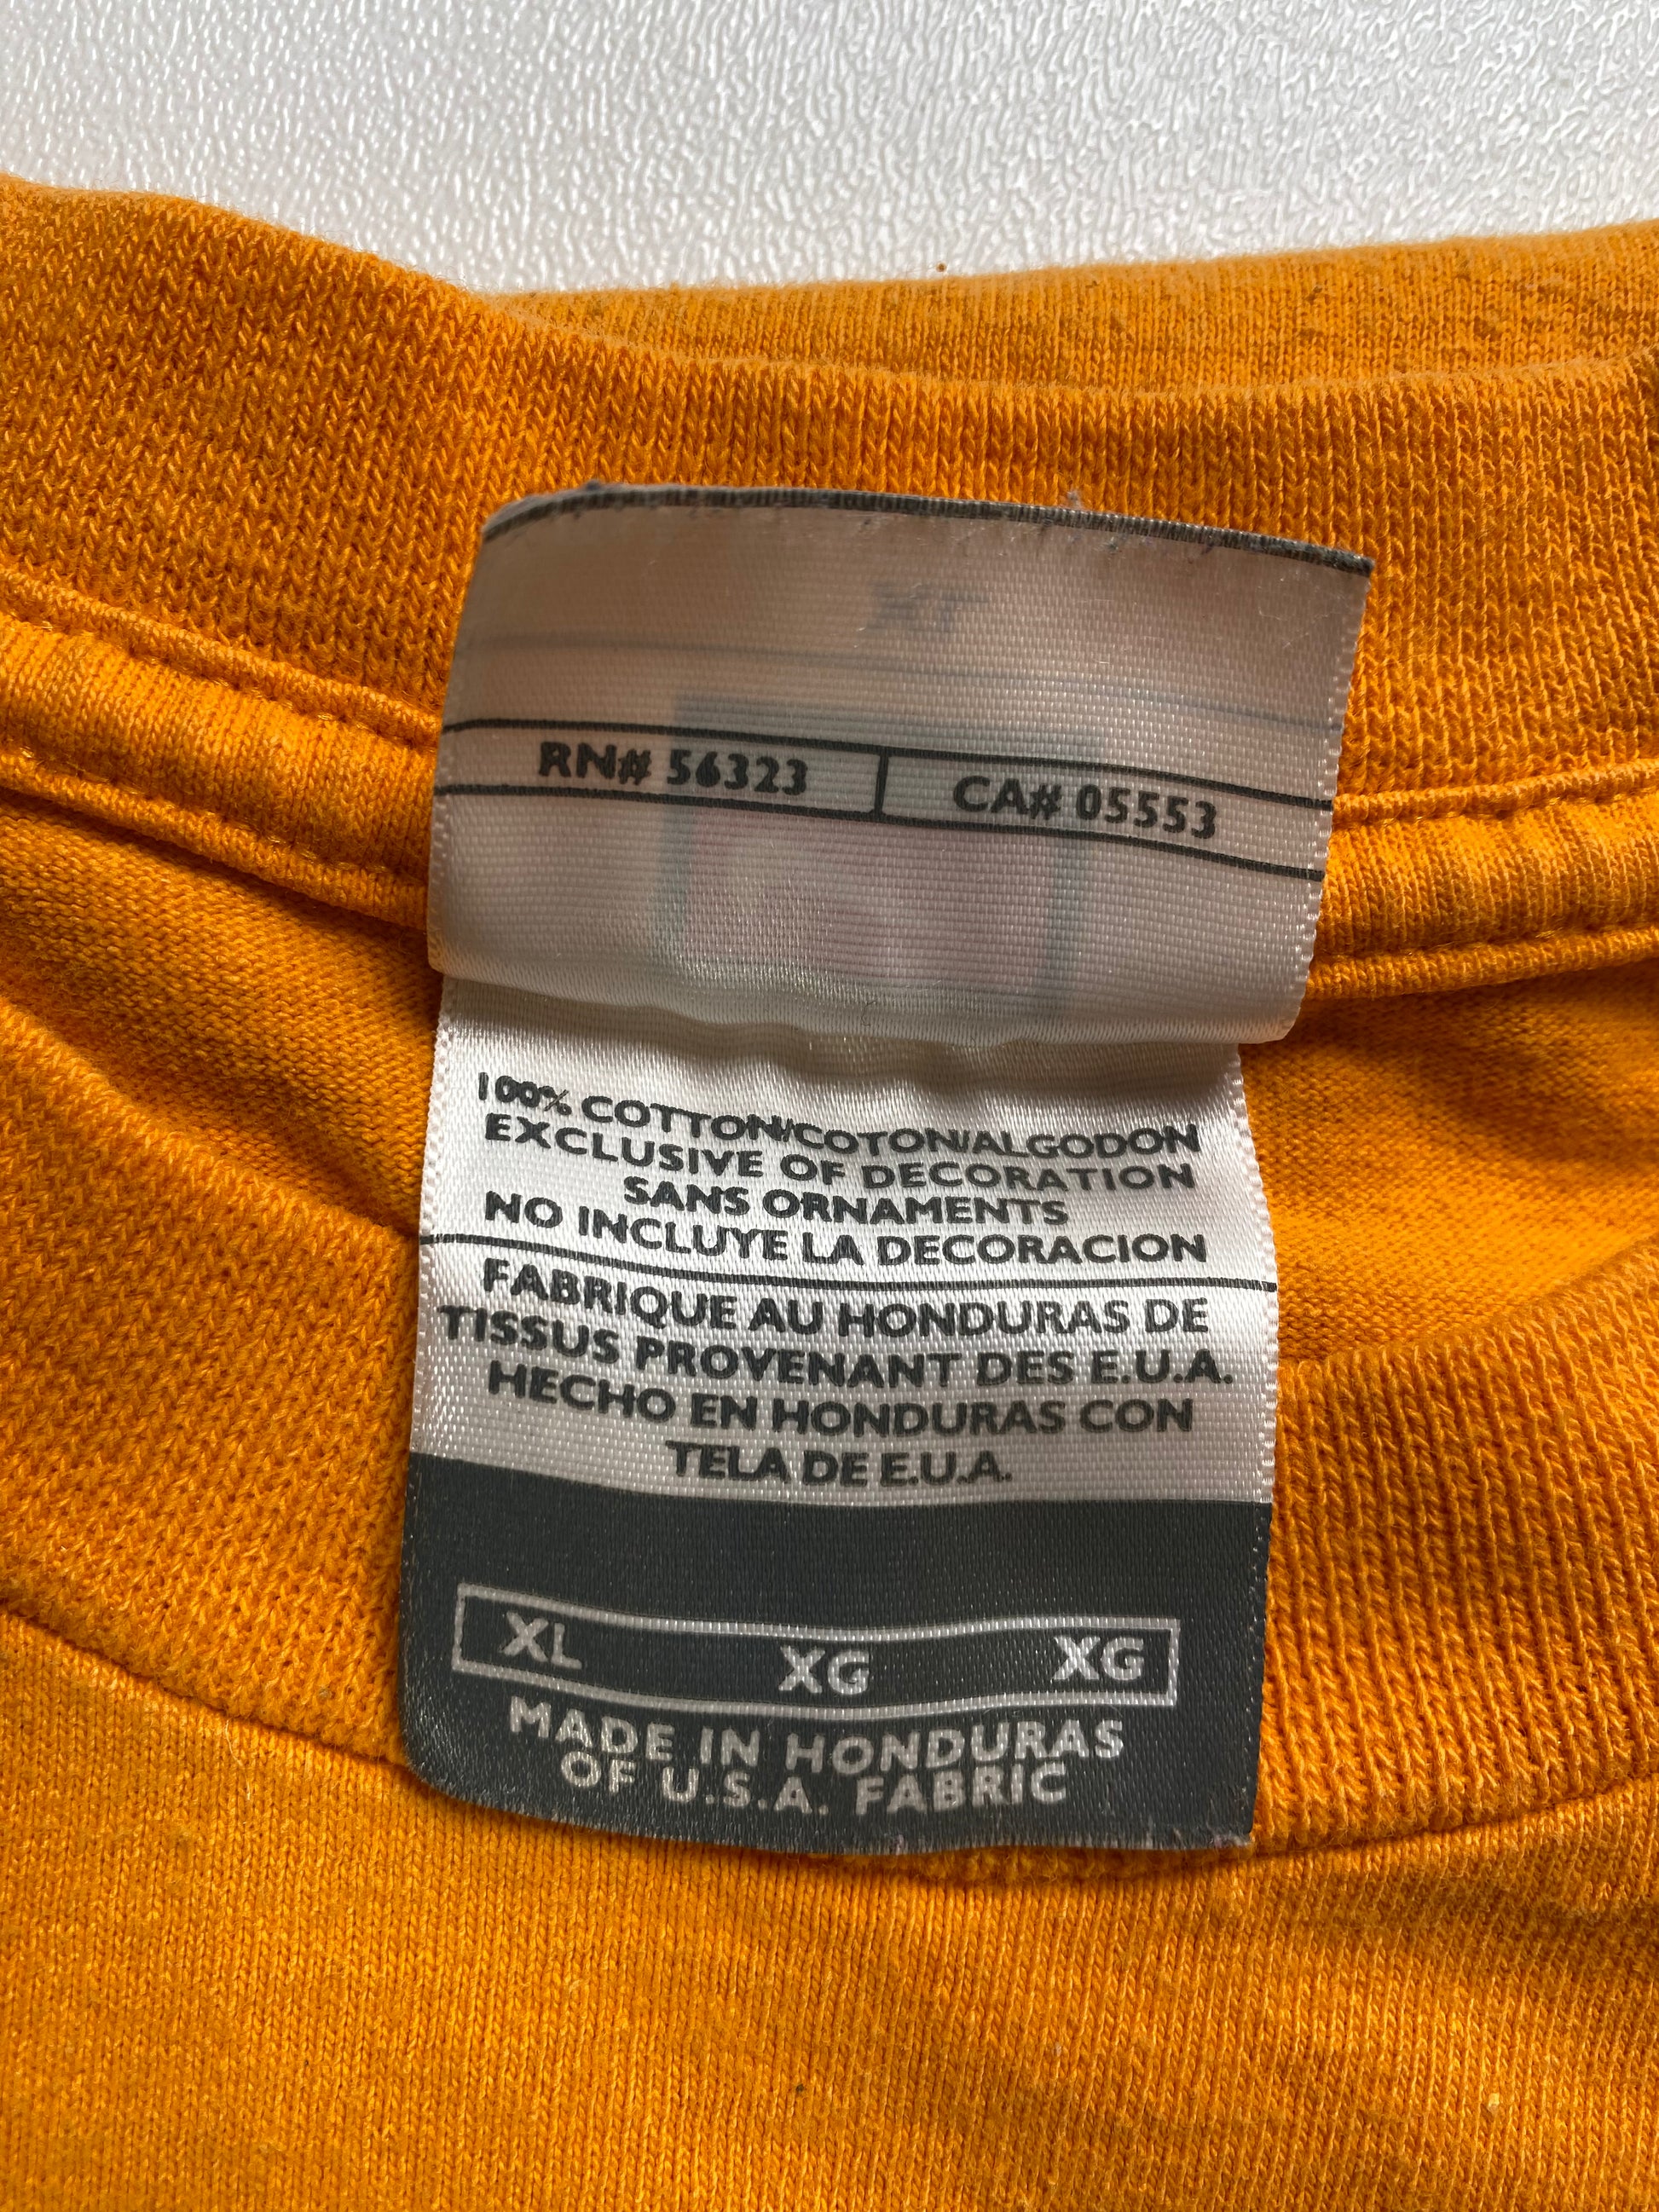 RN# 56323 CA# 05553
100% COTTON/COTON/ALGODON
EXCLUSIVE OF DECORATION
SANS ORNAMENTS
NO INCLUYE LA DECORACION
FABRIQUE AU HONDURAS DE
TISSUS PROVENANT DES E.U.A.
HECHO EN HONDURAS CON
TELA DE E.U.A.
XL XG XG
MADE IN HONDURAS
OF U.S.A. FABRIC